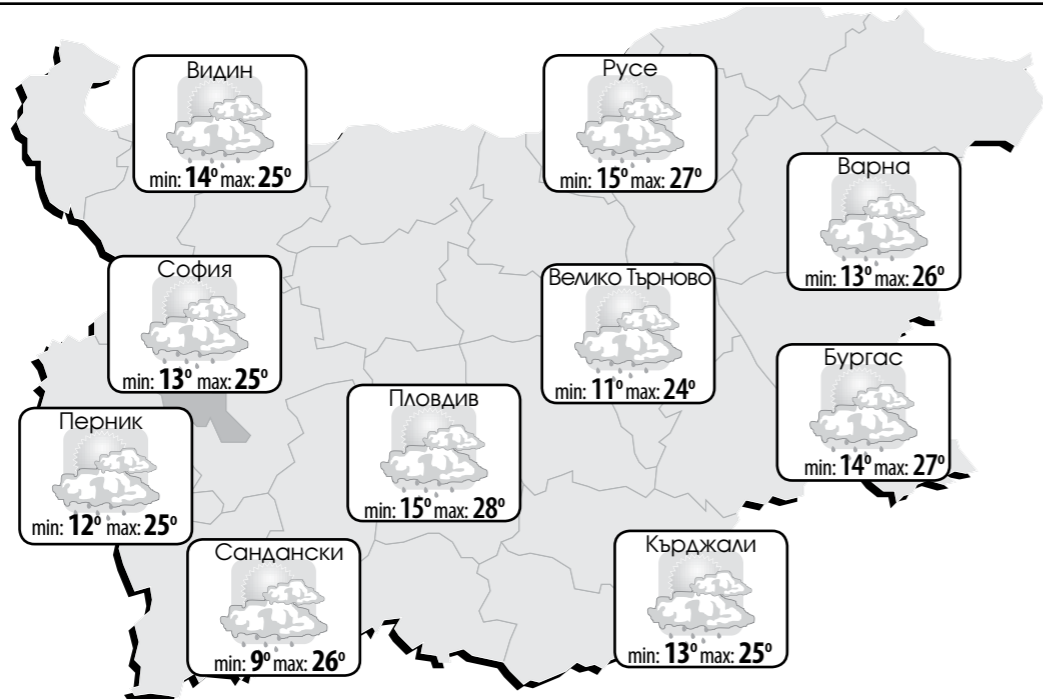 Видин
min: 14° max: 25°
Русе
min: 15° max: 27°
Варна
min: 13° max: 26°
София
min: 13° max: 25°
Велико Търново
min: 11° max: 24°
Бургас
min: 14° max: 27°
Пловдив
min: 15° max: 28°
Перник
min: 12° max: 25°
Сандански
min: 9° max: 26°
Кърджали
min: 13° max: 25°